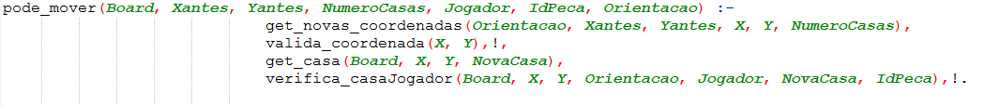 pode_mover(Board, Xantes, Yantes, NumeroCasas, Jogador, IdPeca, Orientacao) :-
get_novas_coordenadas(Orientacao, Xantes, Yantes, X, Y, NumeroCasas),
valida_coordenada(X, Y),!,
get_casa(Board, X, Y, NovaCasa),
verifica_casaJogador(Board, X, Y, Orientacao, Jogador, NovaCasa, IdPeca),!.